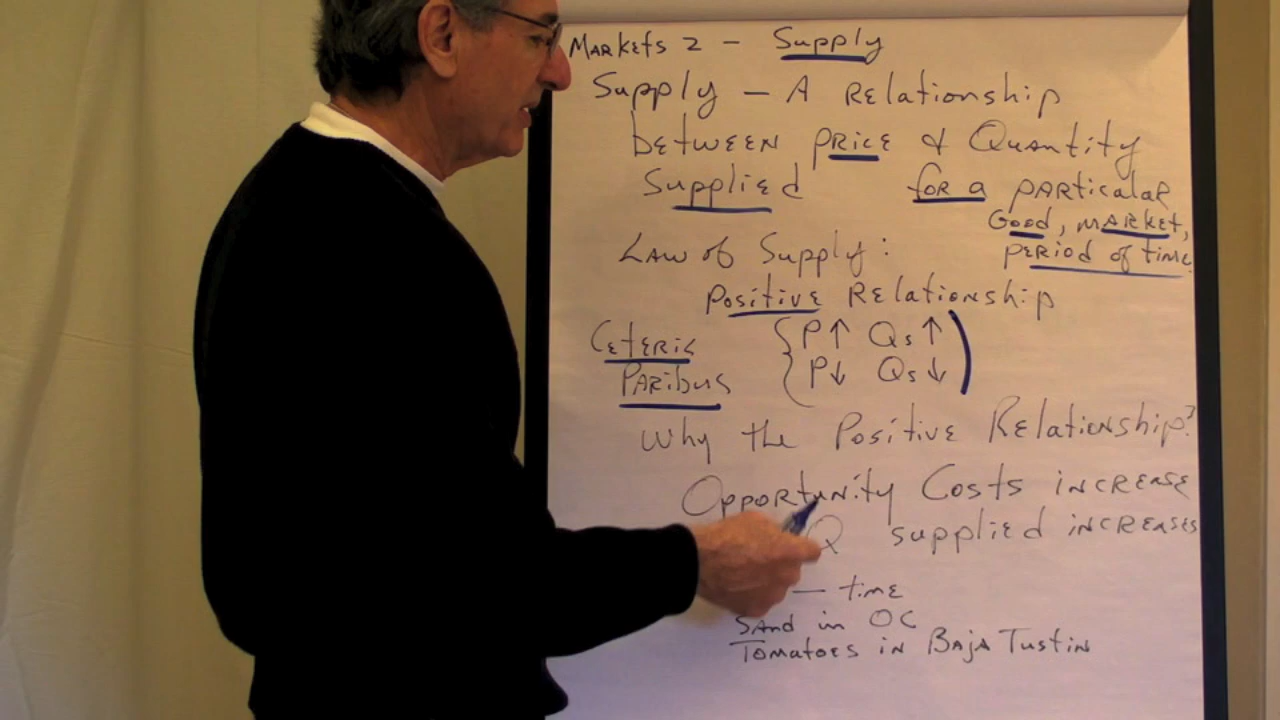 Markets 2 - Supply
Supply - A Relationship
between price & Quantity
Supplied for a particalar
Good, market,
period of time
Law of Supply:
Positive Relationship
Ceteris P↑ Qs↑
Paribus P↓ Qs↓
Why the Positive Relationship?
Opportunity Costs increase
Q supplied increases
- time
Sand in OC
Tomatoes in Baja Tustin